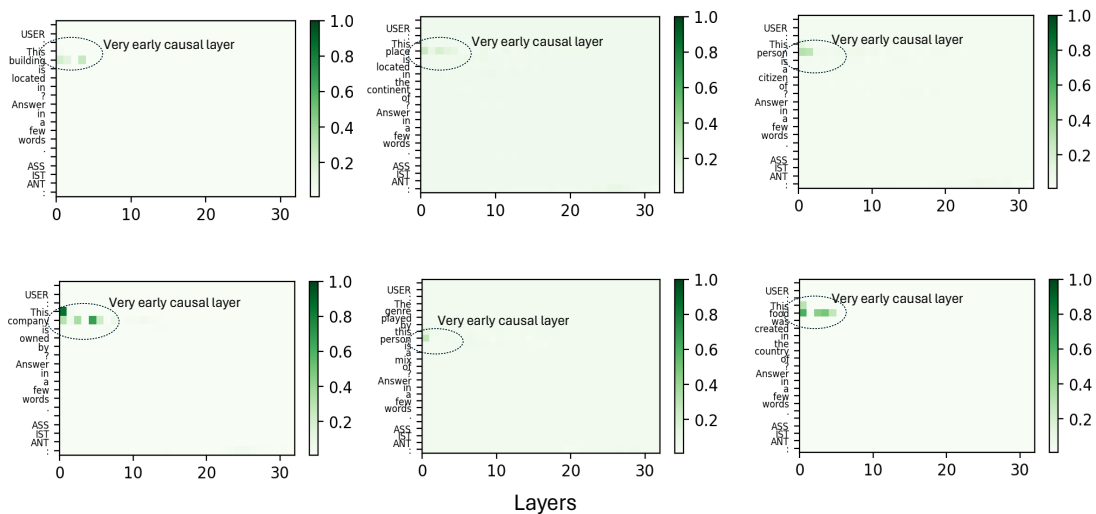 USER
:
This
building
is
located
in
?
Answer
in
a
few
words
.
ASS
IST
ANT
:
Very early causal layer
0 10 20 30
1.0
0.8
0.6
0.4
0.2
USER
:
This
place
is
located
in
the
continent
of
?
Answer
in
a
few
words
.
ASS
IST
ANT
:
Very early causal layer
0 10 20 30
1.0
0.8
0.6
0.4
0.2
USER
:
This
person
is
a
citizen
of
?
Answer
in
a
few
words
.
ASS
IST
ANT
:
Very early causal layer
0 10 20 30
1.0
0.8
0.6
0.4
0.2
USER
:
This
company
is
owned
by
?
Answer
in
a
few
words
.
ASS
IST
ANT
:
Very early causal layer
0 10 20 30
1.0
0.8
0.6
0.4
0.2
USER
:
The
genre
played
by
this
person
is
a
mix
of
?
Answer
in
a
few
words
.
ASS
IST
ANT
:
Very early causal layer
0 10 20 30
1.0
0.8
0.6
0.4
0.2
USER
:
This
food
was
created
in
the
country
of
?
Answer
in
a
few
words
.
ASS
IST
ANT
:
Very early causal layer
0 10 20 30
1.0
0.8
0.6
0.4
0.2
Layers